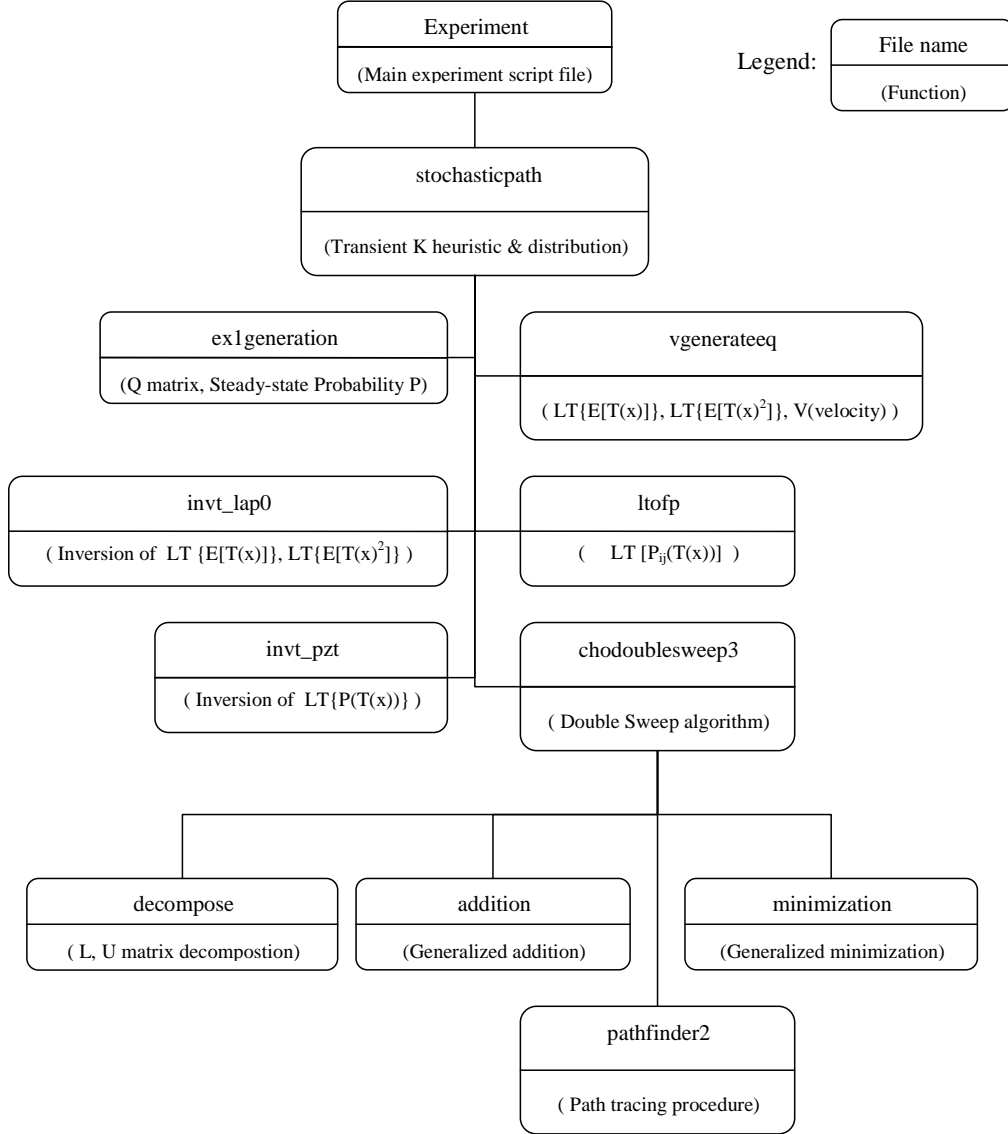 Experiment
(Main experiment script file)
Legend:
File name
(Function)
stochasticpath
(Transient K heuristic & distribution)
ex1generation
(Q matrix, Steady-state Probability P)
vgenerateeq
( LT{E[T(x)]}, LT{E[T(x)²]}, V(velocity) )
invt_lap0
( Inversion of LT {E[T(x)]}, LT{E[T(x)²]} )
ltofp
( LT [Pij(T(x))] )
invt_pzt
( Inversion of LT{P(T(x))} )
chodoublesweep3
( Double Sweep algorithm)
decompose
( L, U matrix decompostion)
addition
(Generalized addition)
minimization
(Generalized minimization)
pathfinder2
( Path tracing procedure)